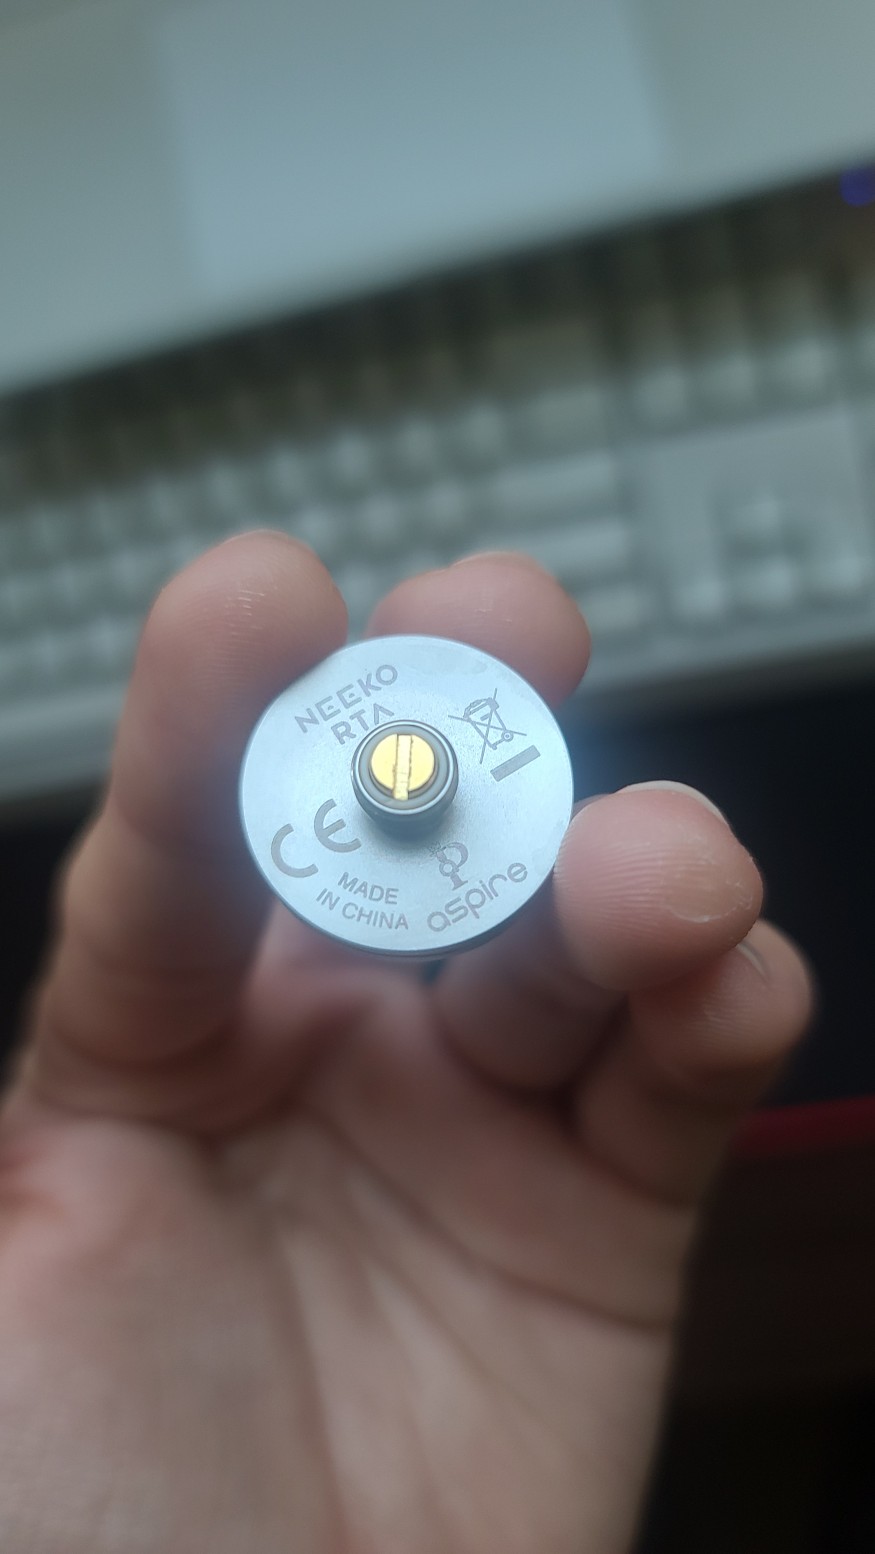 NEEKO
RTA
CE
MADE
IN CHINA
aspire